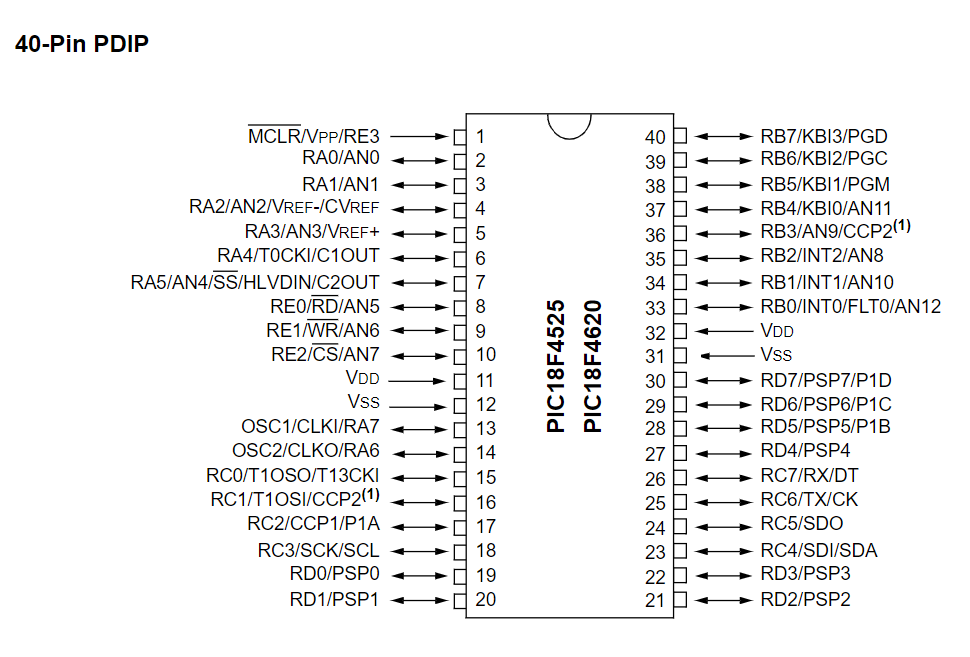 40-Pin PDIP
MCLR/VPP/RE3 1 40 RB7/KBI3/PGD
RA0/AN0 2 39 RB6/KBI2/PGC
RA1/AN1 3 38 RB5/KBI1/PGM
RA2/AN2/VREF-/CVREF 4 37 RB4/KBI0/AN11
RA3/AN3/VREF+ 5 36 RB3/AN9/CCP2(1)
RA4/T0CKI/C1OUT 6 35 RB2/INT2/AN8
RA5/AN4/SS/HLVDIN/C2OUT 7 34 RB1/INT1/AN10
RE0/RD/AN5 8 33 RB0/INT0/FLT0/AN12
RE1/WR/AN6 9 32 VDD
RE2/CS/AN7 10 31 VSS
VDD 11 30 RD7/PSP7/P1D
VSS 12 29 RD6/PSP6/P1C
OSC1/CLKI/RA7 13 28 RD5/PSP5/P1B
OSC2/CLKO/RA6 14 27 RD4/PSP4
RC0/T1OSO/T13CKI 15 26 RC7/RX/DT
RC1/T1OSI/CCP2(1) 16 25 RC6/TX/CK
RC2/CCP1/P1A 17 24 RC5/SDO
RC3/SCK/SCL 18 23 RC4/SDI/SDA
RD0/PSP0 19 22 RD3/PSP3
RD1/PSP1 20 21 RD2/PSP2
PIC18F4525
PIC18F4620